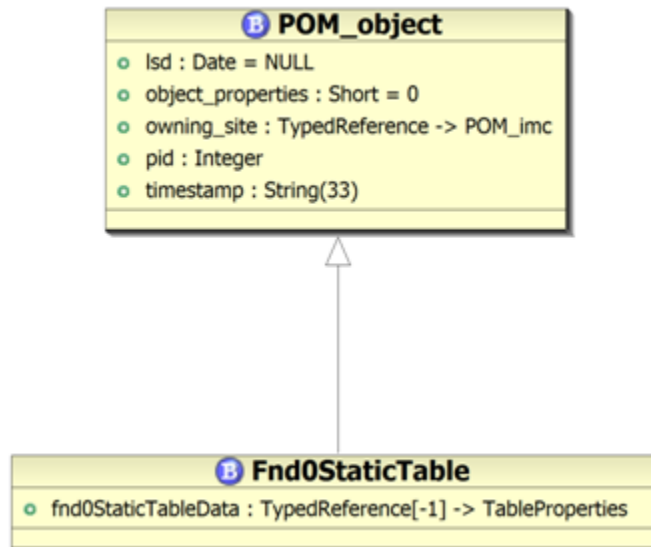 B POM_object
lsd : Date = NULL
object_properties : Short = 0
owning_site : TypedReference -> POM_imc
pid : Integer
timestamp : String(33)
B Fnd0StaticTable
fnd0StaticTableData : TypedReference[-1] -> TableProperties